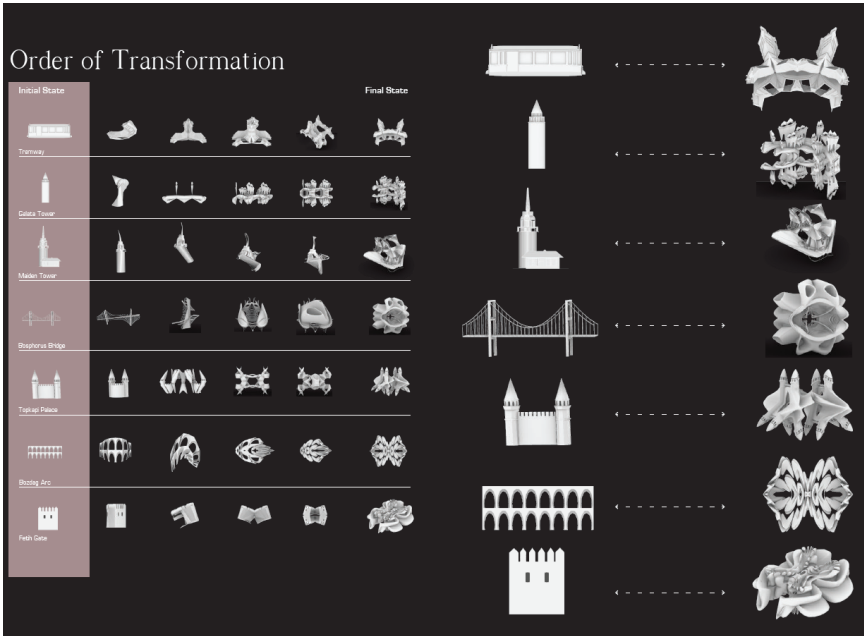 Order of Transformation
Initial State
Final State
Tramway
Galata Tower
Maiden Tower
Bosphorus Bridge
Topkapi Palace
Bozdag Arc
Fetih Gate